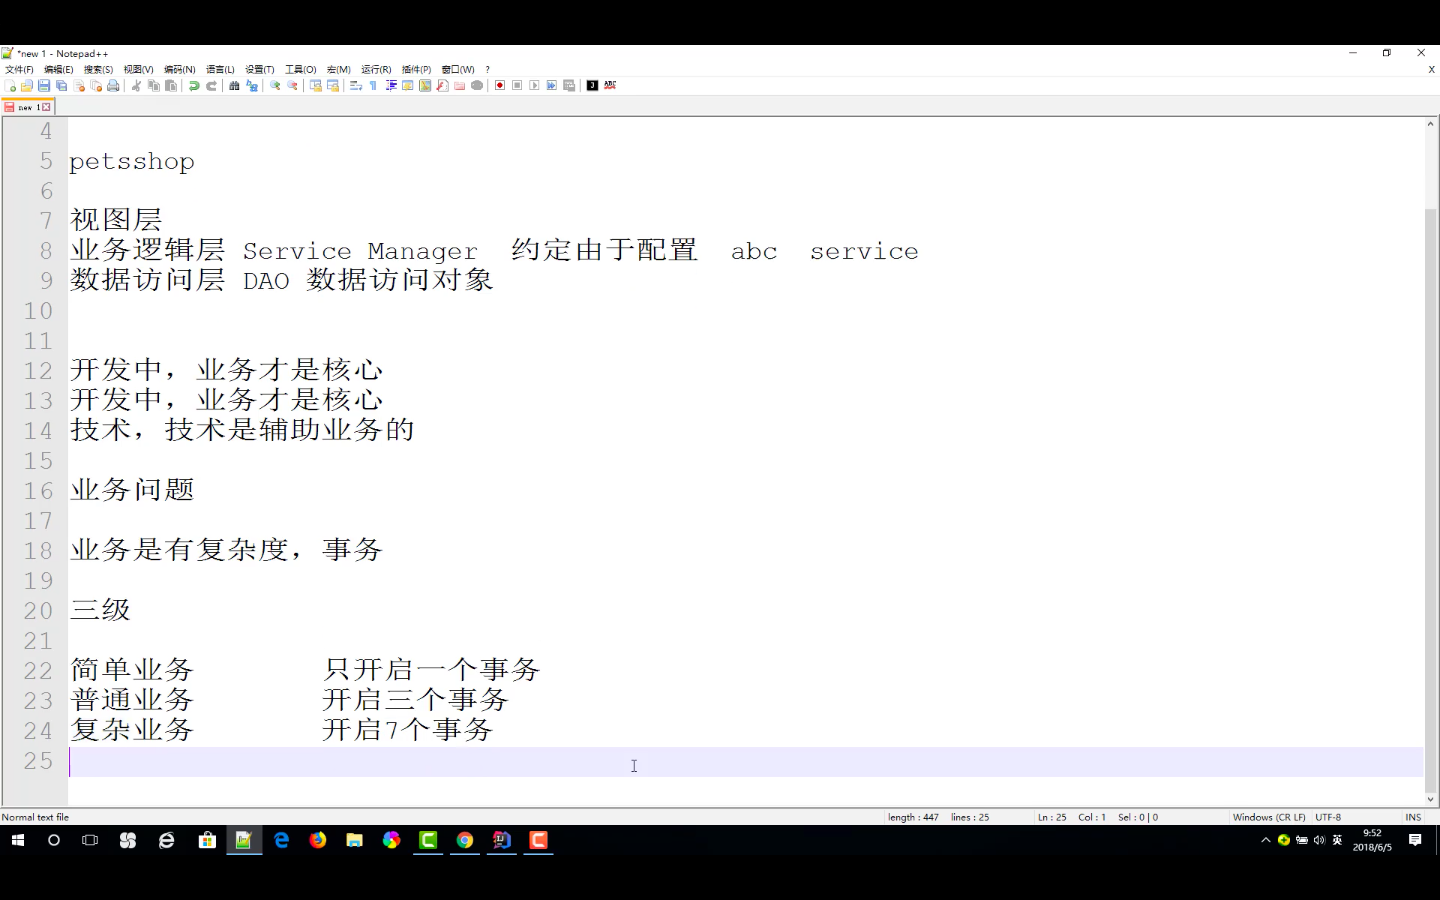 *new 1 - Notepad++
文件(F) 编辑(E) 搜索(S) 视图(V) 编码(N) 语言(L) 设置(T) 工具(O) 宏(M) 运行(R) 插件(P) 窗口(W) ? X
new 1
4
5 petsshop
6
7 视图层
8 业务逻辑层 Service Manager 约定由于配置 abc service
9 数据访问层 DAO 数据访问对象
10
11
12 开发中，业务才是核心
13 开发中，业务才是核心
14 技术，技术是辅助业务的
15
16 业务问题
17
18 业务是有复杂度，事务
19
20 三级
21
22 简单业务 只开启一个事务
23 普通业务 开启三个事务
24 复杂业务 开启7个事务
25
Normal text file length : 447 lines : 25 Ln : 25 Col : 1 Sel : 0 | 0 Windows (CR LF) UTF-8 INS
英 9:52
2018/6/5